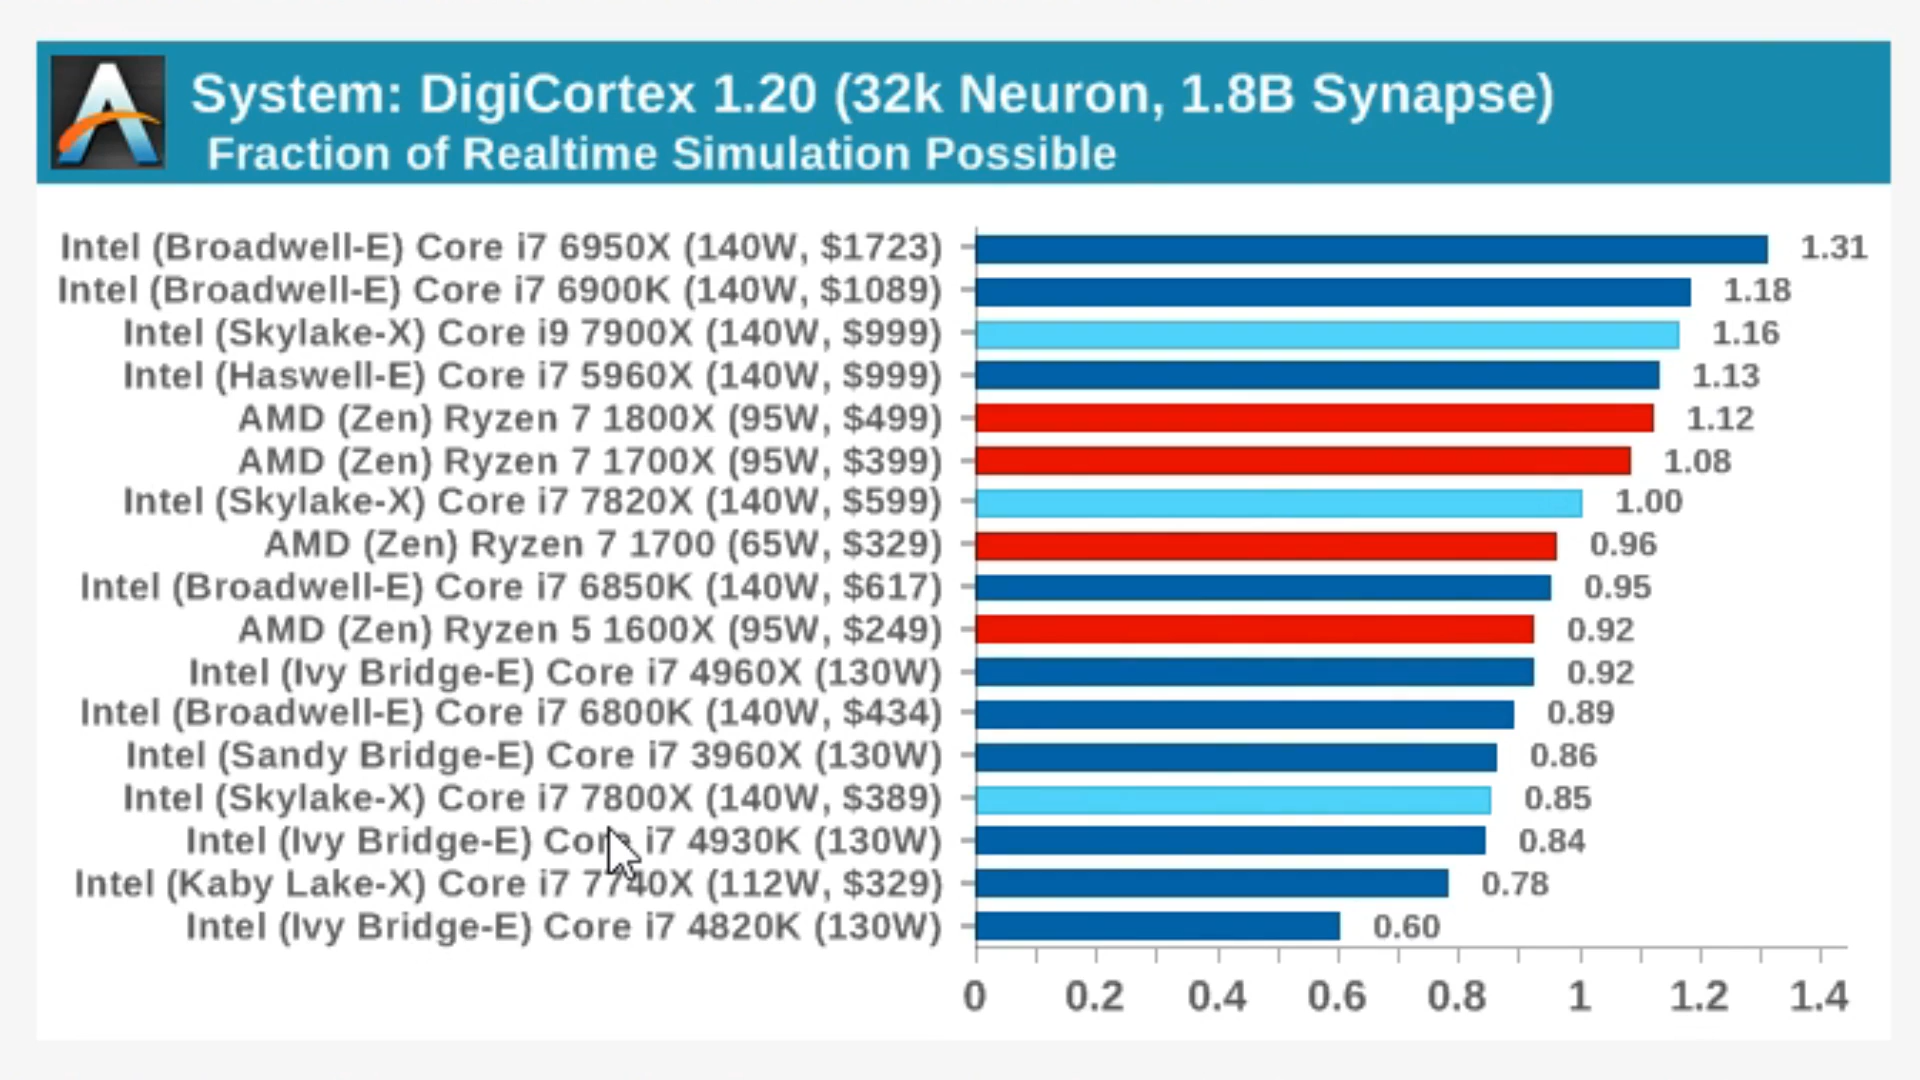 System: DigiCortex 1.20 (32k Neuron, 1.8B Synapse)
Fraction of Realtime Simulation Possible
Intel (Broadwell-E) Core i7 6950X (140W, $1723) 1.31
Intel (Broadwell-E) Core i7 6900K (140W, $1089) 1.18
Intel (Skylake-X) Core i9 7900X (140W, $999) 1.16
Intel (Haswell-E) Core i7 5960X (140W, $999) 1.13
AMD (Zen) Ryzen 7 1800X (95W, $499) 1.12
AMD (Zen) Ryzen 7 1700X (95W, $399) 1.08
Intel (Skylake-X) Core i7 7820X (140W, $599) 1.00
AMD (Zen) Ryzen 7 1700 (65W, $329) 0.96
Intel (Broadwell-E) Core i7 6850K (140W, $617) 0.95
AMD (Zen) Ryzen 5 1600X (95W, $249) 0.92
Intel (Ivy Bridge-E) Core i7 4960X (130W) 0.92
Intel (Broadwell-E) Core i7 6800K (140W, $434) 0.89
Intel (Sandy Bridge-E) Core i7 3960X (130W) 0.86
Intel (Skylake-X) Core i7 7800X (140W, $389) 0.85
Intel (Ivy Bridge-E) Core i7 4930K (130W) 0.84
Intel (Kaby Lake-X) Core i7 7740X (112W, $329) 0.78
Intel (Ivy Bridge-E) Core i7 4820K (130W) 0.60
0 0.2 0.4 0.6 0.8 1 1.2 1.4